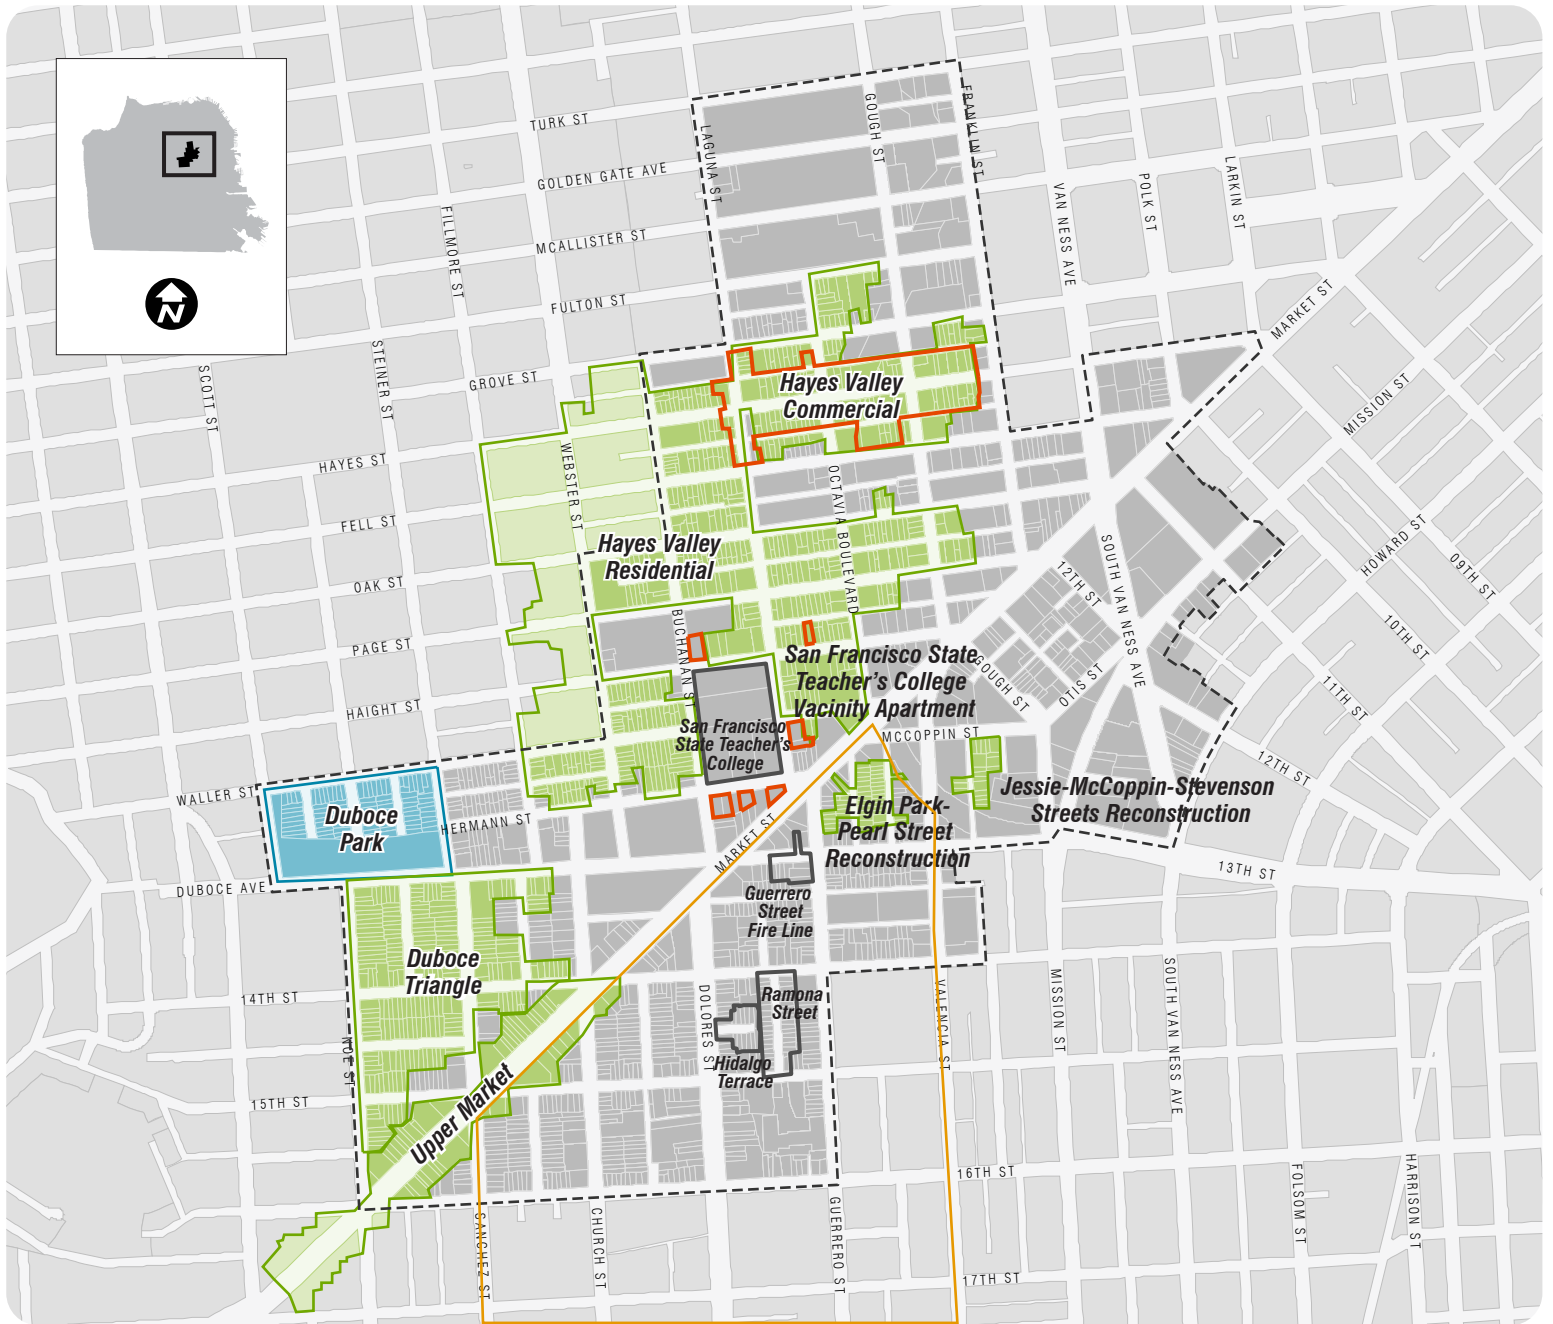 TURK ST
GOLDEN GATE AVE
MCALLISTER ST
FULTON ST
GROVE ST
HAYES ST
FELL ST
OAK ST
PAGE ST
HAIGHT ST
WALLER ST
HERMANN ST
DUBOCE AVE
14TH ST
15TH ST
16TH ST
17TH ST
SCOTT ST
STEINER ST
FILLMORE ST
WEBSTER ST
BUCHANAN ST
LAGUNA ST
OCTAVIA BOULEVARD
GOUGH ST
FRANKLIN ST
VAN NESS AVE
POLK ST
LARKIN ST
MARKET ST
MISSION ST
HOWARD ST
09TH ST
10TH ST
11TH ST
12TH ST
13TH ST
SOUTH VAN NESS AVE
12TH ST
GOUGH ST
OTIS ST
MCCOPPIN ST
MARKET ST
NOE ST
SANCHEZ ST
CHURCH ST
DOLORES ST
GUERRERO ST
VALENCIA ST
MISSION ST
SOUTH VAN NESS AVE
FOLSOM ST
HARRISON ST
N
Hayes Valley
Commercial
Hayes Valley
Residential
San Francisco State
Teacher's College
Vacinity Apartment
San Francisco
State Teacher's
College
Duboce
Park
Elgin Park-
Pearl Street
Reconstruction
Jessie-McCoppin-Stevenson
Streets Reconstruction
Guerrero
Street
Fire Line
Duboce
Triangle
Ramona
Street
Hidalgo
Terrace
Upper Market